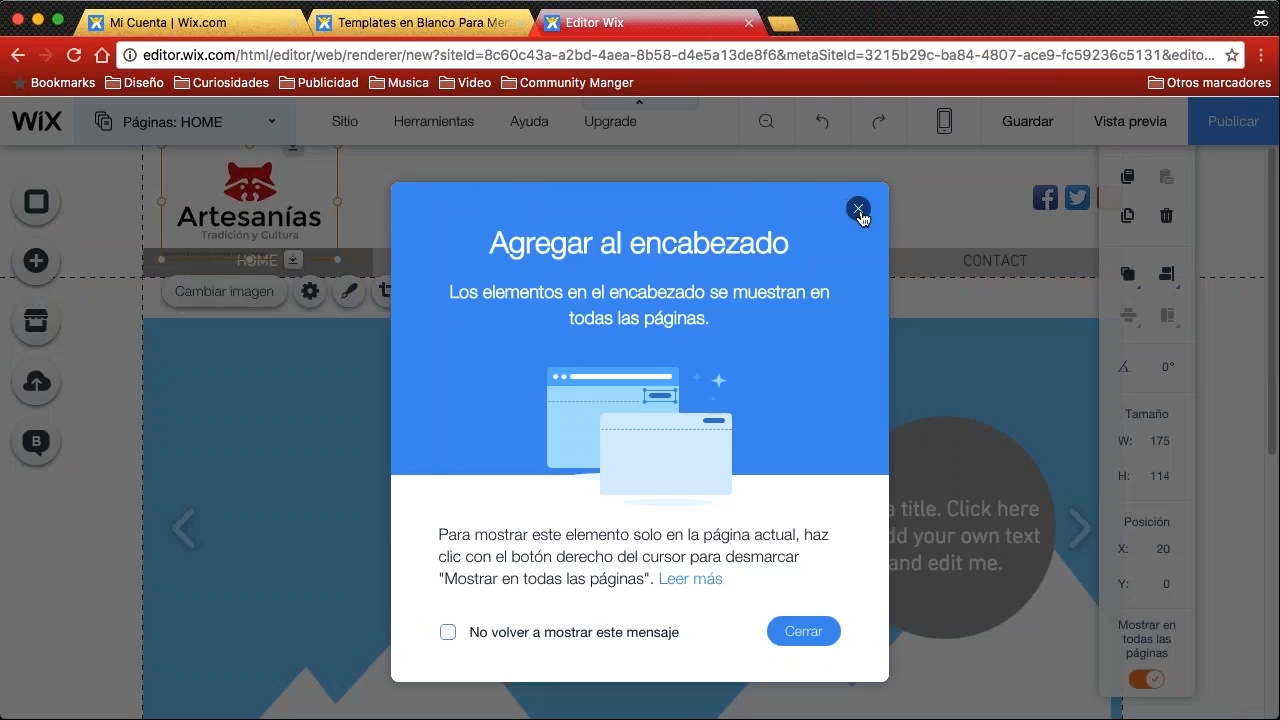 Mi Cuenta | Wix.com
Templates en Blanco Para Mer
Editor Wix
editor.wix.com/html/editor/web/renderer/new?siteId=8c60c43a-a2bd-4aea-8b58-d4e5a13de8f6&metaSiteId=3215b29c-ba84-4807-ace9-fc59236c5131&edito...
Bookmarks Diseño Curiosidades Publicidad Musica Video Community Manger Otros marcadores
WiX Páginas: HOME Sitio Herramientas Ayuda Upgrade Guardar Vista previa Publicar
Artesanías
Tradición y Cultura
HOME
CONTACT
Cambiar imagen
Agregar al encabezado
Los elementos en el encabezado se muestran en
todas las páginas.
Para mostrar este elemento solo en la página actual, haz
clic con el botón derecho del cursor para desmarcar
"Mostrar en todas las páginas". Leer más
No volver a mostrar este mensaje
Cerrar
a title. Click here
dd your own text
and edit me.
0°
Tamaño
W: 175
H: 114
Posición
X: 20
Y: 0
Mostrar en
todas las
páginas
B